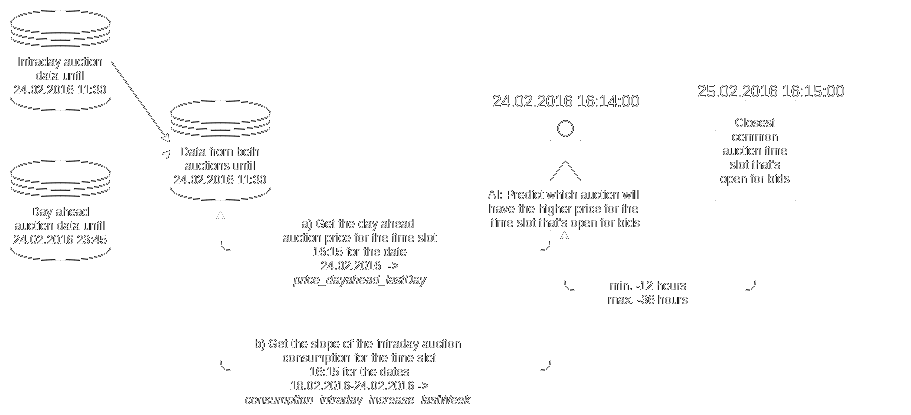 Intraday auction
data until
24.02.2016 11:30
Day ahead
auction data until
24.02.2016 23:45
Data from both
auctions until
24.02.2016 11:30
a) Get the day ahead
auction price for the time slot
16:15 for the date
24.02.2016 ->
price_dayahead_lastDay
b) Get the slope of the intraday auction
consumption for the time slot
16:15 for the dates
18.02.2016-24.02.2016 ->
consumption_intraday_increase_lastWeek
24.02.2016 16:14:00
AI: Predict which auction will
have the higher price for the
time slot that's open for bids
25.02.2016 16:15:00
Closest
common
auction time
slot that's
open for bids
min. -12 hours
max. -36 hours